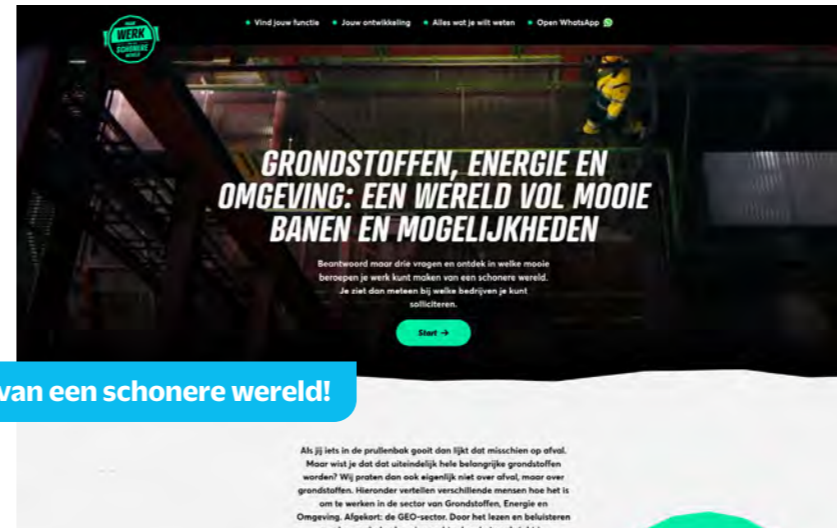 MAAK
WERK
SCHONERE
WERELD
Vind jouw functie
Jouw ontwikkeling
Alles wat je wilt weten
Open WhatsApp
GRONDSTOFFEN, ENERGIE EN
OMGEVING: EEN WERELD VOL MOOIE
BANEN EN MOGELIJKHEDEN
Beantwoord maar drie vragen en ontdek in welke mooie
beroepen je werk kunt maken van een schonere wereld.
Je ziet dan meteen bij welke bedrijven je kunt
solliciteren.
Start →
van een schonere wereld!
Als jij iets in de prullenbak gooit dan lijkt dat misschien op afval.
Maar wist je dat dat uiteindelijk hele belangrijke grondstoffen
worden? Wij praten dan ook eigenlijk niet over afval, maar over
grondstoffen. Hieronder vertellen verschillende mensen hoe het is
om te werken in de sector van Grondstoffen, Energie en
Omgeving. Afgekort: de GEO-sector. Door het lezen en beluisteren